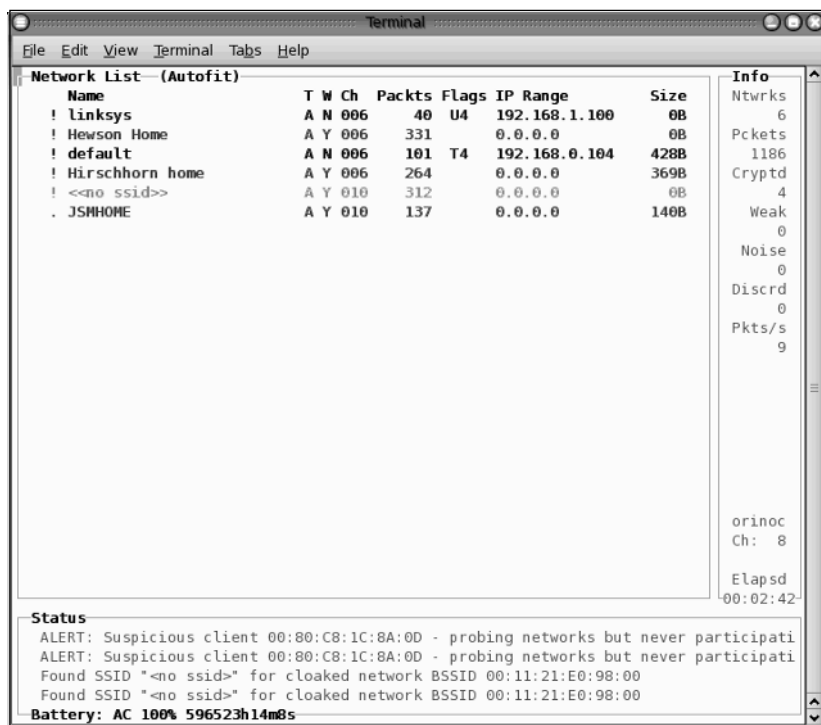 Terminal
File Edit View Terminal Tabs Help
Network List (Autofit)
Name T W Ch Packts Flags IP Range Size
! linksys A N 006 40 U4 192.168.1.100 0B
! Hewson Home A Y 006 331 0.0.0.0 0B
! default A N 006 101 T4 192.168.0.104 428B
! Hirschhorn home A Y 006 264 0.0.0.0 369B
! <<no ssid>> A Y 010 312 0.0.0.0 0B
. JSMHOME A Y 010 137 0.0.0.0 140B
Info
Ntwrks
6
Pckets
1186
Cryptd
4
Weak
0
Noise
0
Discrd
0
Pkts/s
9
orinoc
Ch: 8
Elapsd
00:02:42
Status
ALERT: Suspicious client 00:80:C8:1C:8A:0D - probing networks but never participati
ALERT: Suspicious client 00:80:C8:1C:8A:0D - probing networks but never participati
Found SSID "<no ssid>" for cloaked network BSSID 00:11:21:E0:98:00
Found SSID "<no ssid>" for cloaked network BSSID 00:11:21:E0:98:00
Battery: AC 100% 596523h14m8s